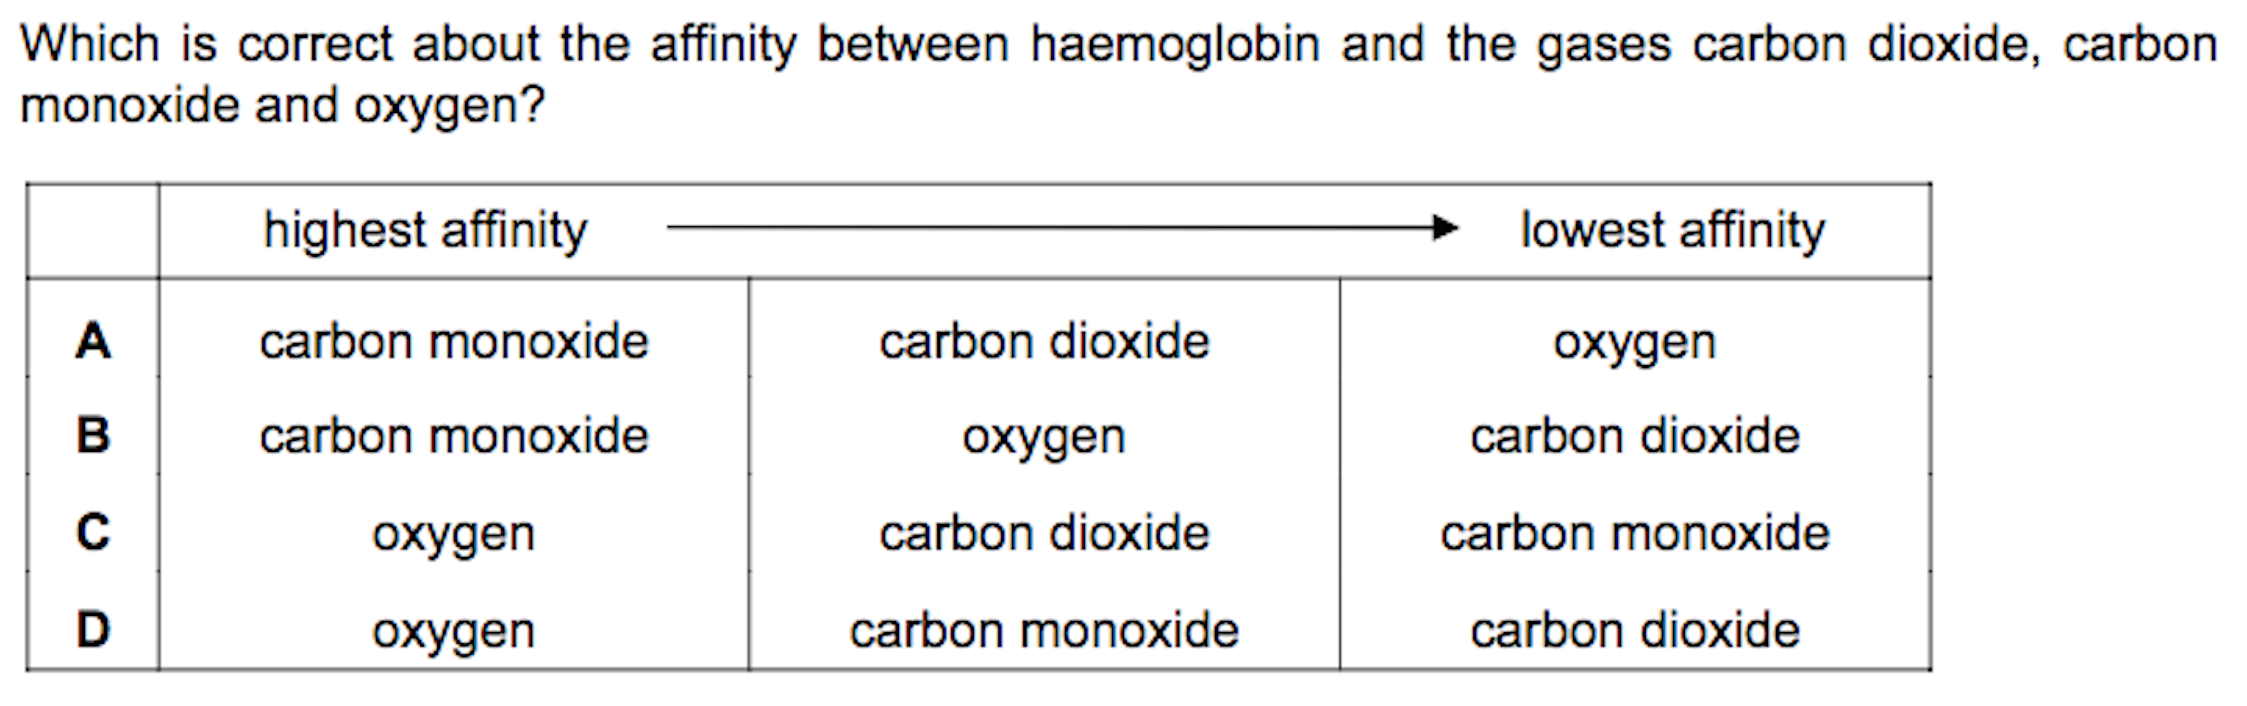 Which is correct about the affinity between haemoglobin and the gases carbon dioxide, carbon
monoxide and oxygen?
highest affinity lowest affinity
A carbon monoxide carbon dioxide oxygen
B carbon monoxide oxygen carbon dioxide
C oxygen carbon dioxide carbon monoxide
D oxygen carbon monoxide carbon dioxide